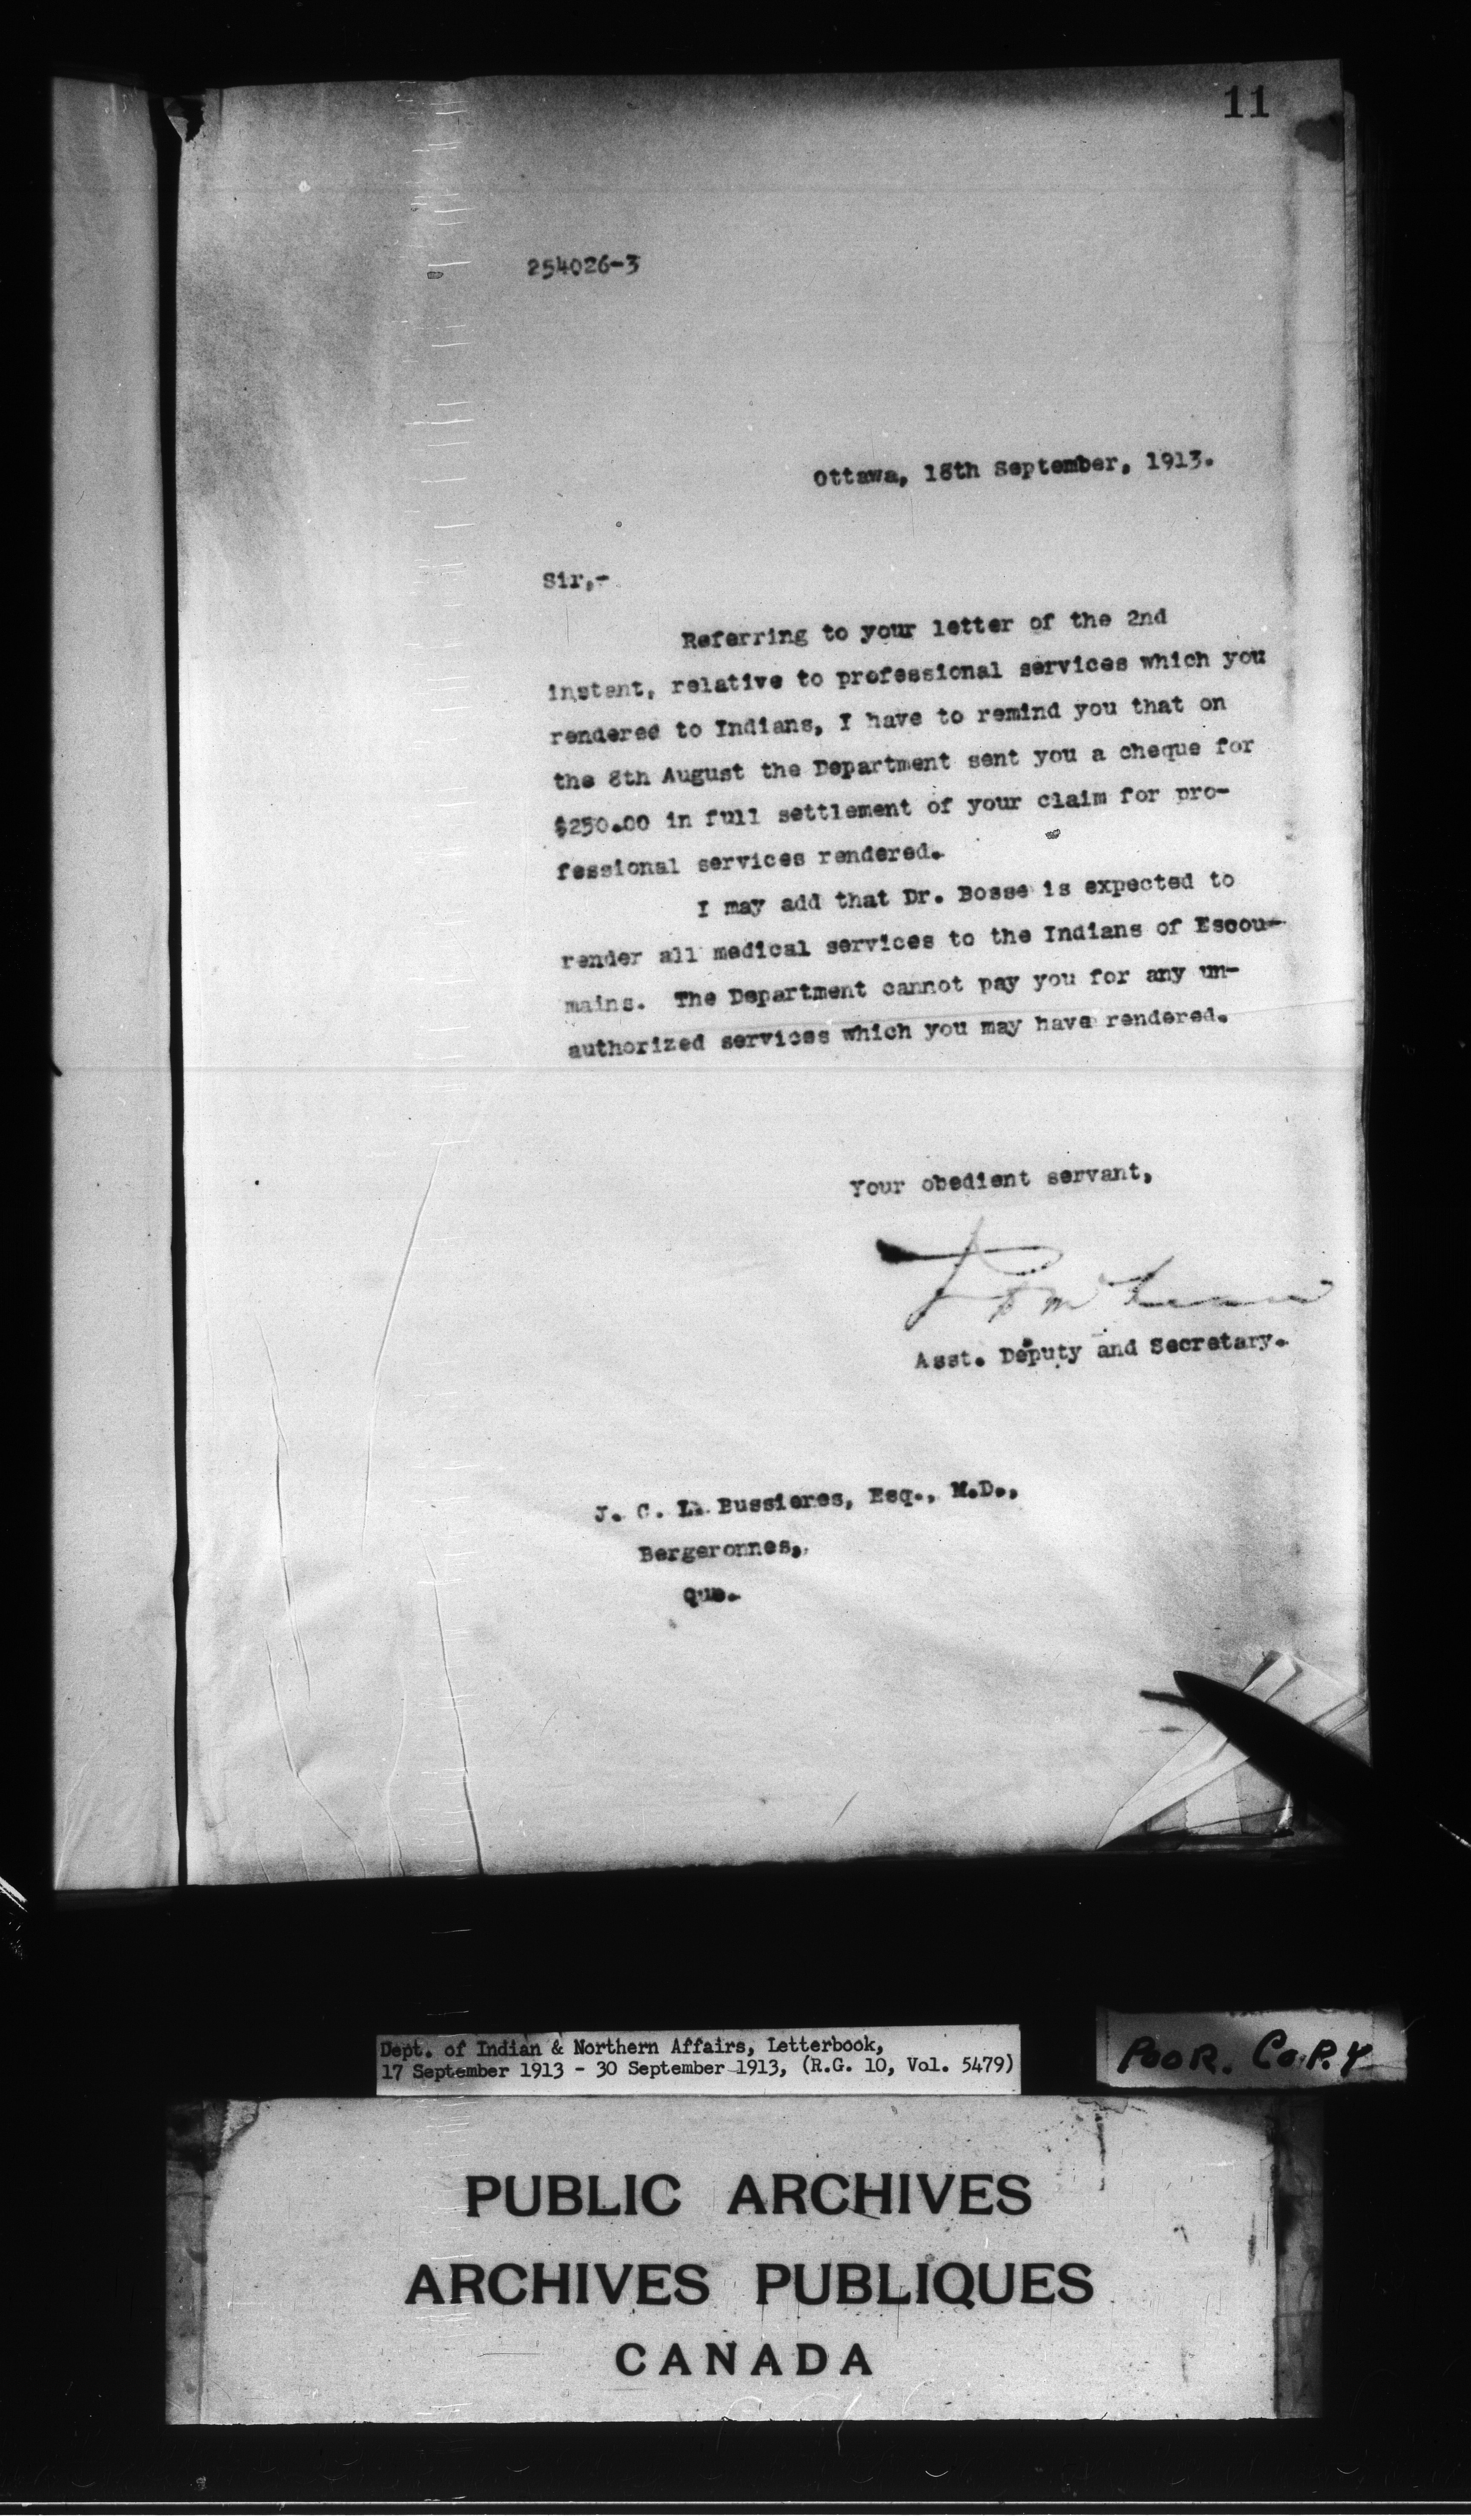 11
254026-3
Ottawa, 18th September, 1913.
Sir,-
Referring to your letter of the 2nd
instant, relative to professional services which you
rendered to Indians, I have to remind you that on
the 8th August the Department sent you a cheque for
$250.00 in full settlement of your claim for pro-
fessional services rendered.
I may add that Dr. Bosse is expected to
render all medical services to the Indians of Escou-
mains. The Department cannot pay you for any un-
authorized services which you may have rendered.
Your obedient servant,
Asst. Deputy and Secretary.
J. C. La Bussieres, Esq., M.D.,
Bergeronnes,
Que.
Dept. of Indian & Northern Affairs, Letterbook,
17 September 1913 - 30 September 1913, (R.G. 10, Vol. 5479)
POOR. COPY
PUBLIC ARCHIVES
ARCHIVES PUBLIQUES
CANADA